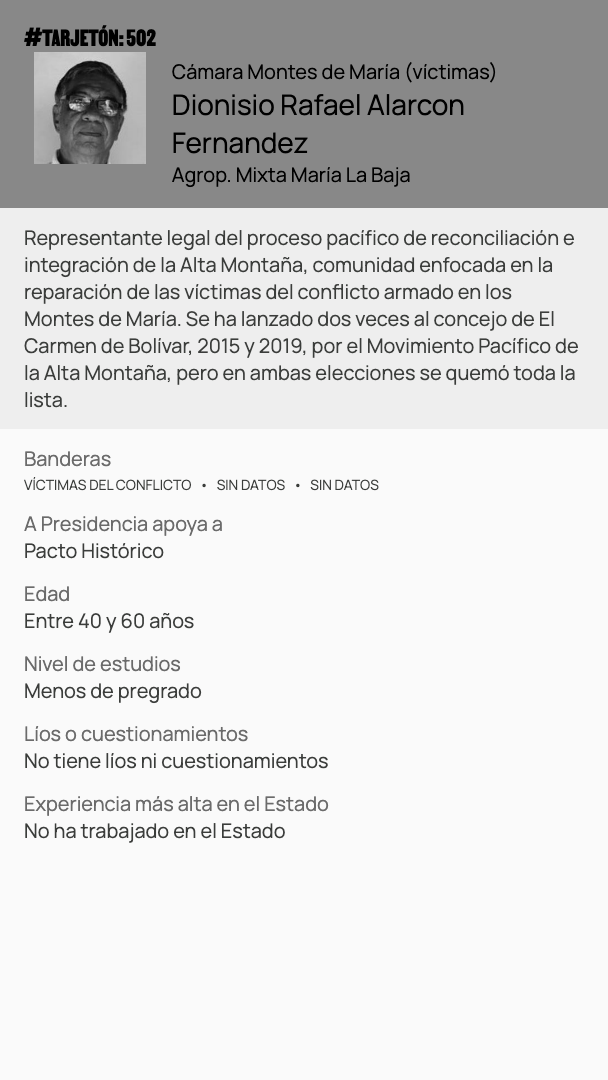 #TARJETÓN: 502
Cámara Montes de María (víctimas)
Dionisio Rafael Alarcon
Fernandez
Agrop. Mixta María La Baja
Representante legal del proceso pacífico de reconciliación e
integración de la Alta Montaña, comunidad enfocada en la
reparación de las víctimas del conflicto armado en los
Montes de María. Se ha lanzado dos veces al concejo de El
Carmen de Bolívar, 2015 y 2019, por el Movimiento Pacífico de
la Alta Montaña, pero en ambas elecciones se quemó toda la
lista.
Banderas
VÍCTIMAS DEL CONFLICTO • SIN DATOS • SIN DATOS
A Presidencia apoya a
Pacto Histórico
Edad
Entre 40 y 60 años
Nivel de estudios
Menos de pregrado
Líos o cuestionamientos
No tiene líos ni cuestionamientos
Experiencia más alta en el Estado
No ha trabajado en el Estado